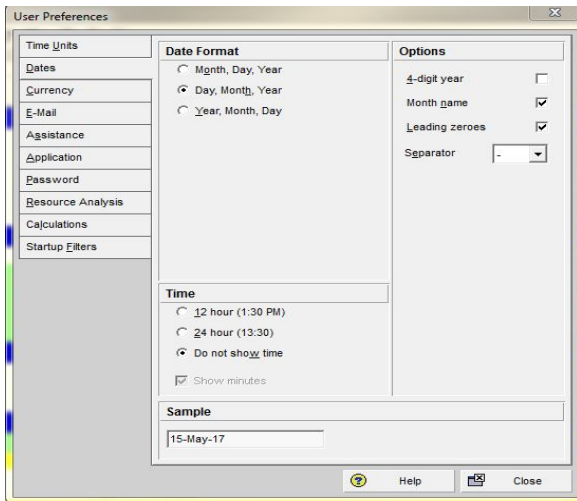 User Preferences
Time Units
Dates
Currency
E-Mail
Assistance
Application
Password
Resource Analysis
Calculations
Startup Filters
Date Format
Month, Day, Year
Day, Month, Year
Year, Month, Day
Options
4-digit year
Month name
Leading zeroes
Separator -
Time
12 hour (1:30 PM)
24 hour (13:30)
Do not show time
Show minutes
Sample
15-May-17
Help
Close